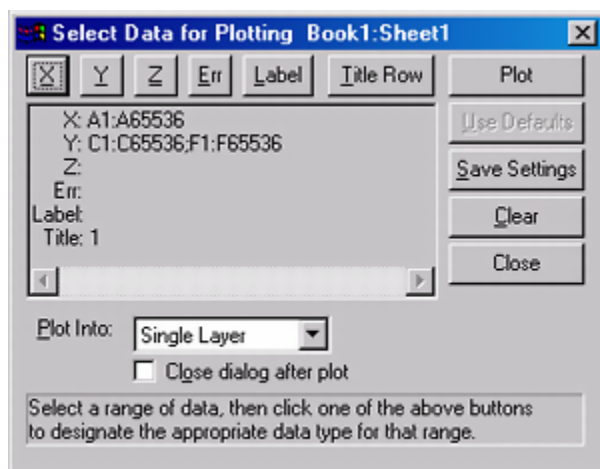 Select Data for Plotting Book1:Sheet1
X Y Z Err Label Title Row Plot
X: A1:A65536
Y: C1:C65536;F1:F65536
Z:
Err:
Label:
Title: 1
Use Defaults
Save Settings
Clear
Close
Plot Into: Single Layer
Close dialog after plot
Select a range of data, then click one of the above buttons
to designate the appropriate data type for that range.